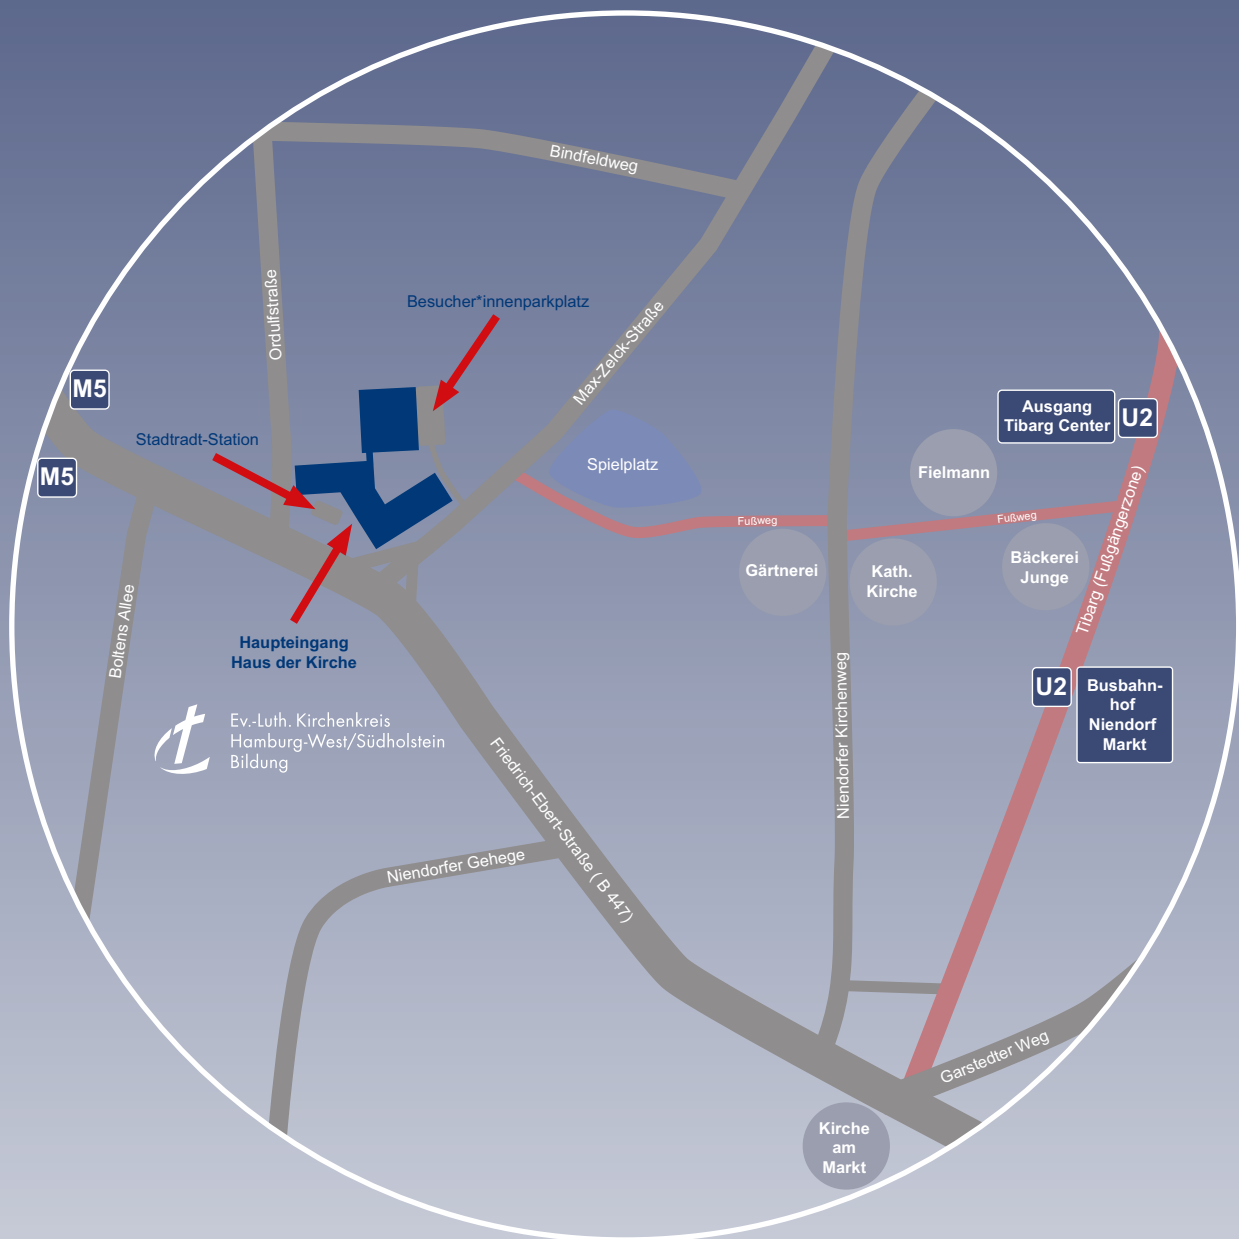 Bindfeldweg
Ordulfstraße
Besucher*innenparkplatz
Max-Zelck-Straße
M5
Stadtradt-Station
M5
Ausgang
Tibarg Center
U2
Spielplatz
Fielmann
Fußweg
Fußweg
Gärtnerei
Kath.
Kirche
Bäckerei
Junge
Tibarg (Fußgängerzone)
Boltens Allee
Haupteingang
Haus der Kirche
Ev.-Luth. Kirchenkreis
Hamburg-West/Südholstein
Bildung
Niendorfer Kirchenweg
U2
Busbahn-
hof
Niendorf
Markt
Friedrich-Ebert-Straße ( B 447)
Niendorfer Gehege
Garstedter Weg
Kirche
am
Markt